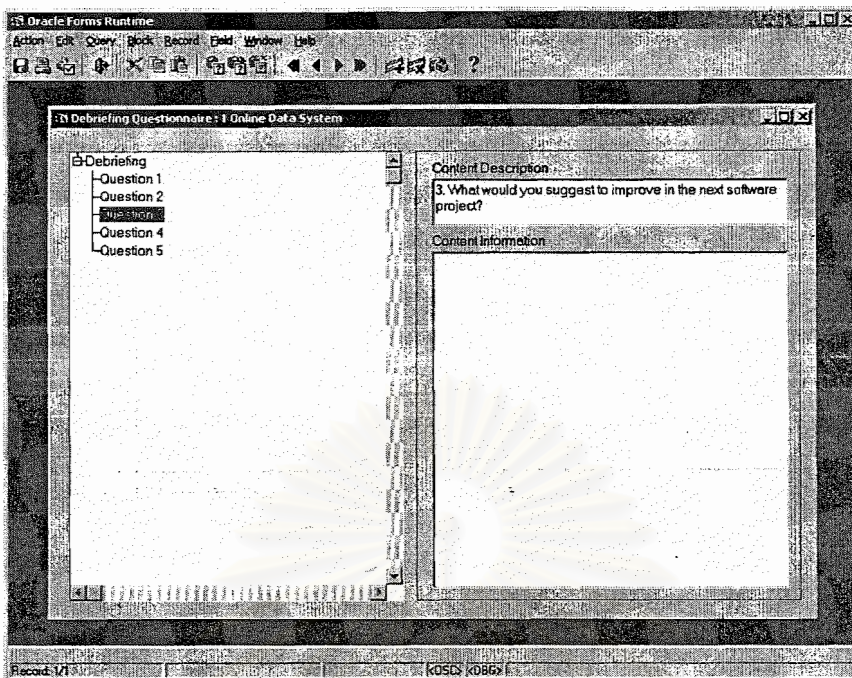 Oracle Forms Runtime
Action Edit Query Block Record Field Window Help
Debriefing Questionnaire : 1 Online Data System
Debriefing
Question 1
Question 2
Question
Question 4
Question 5
Content Description
3. What would you suggest to improve in the next software
project?
Content Information
Record: 1/1 <OSC> <DBG>